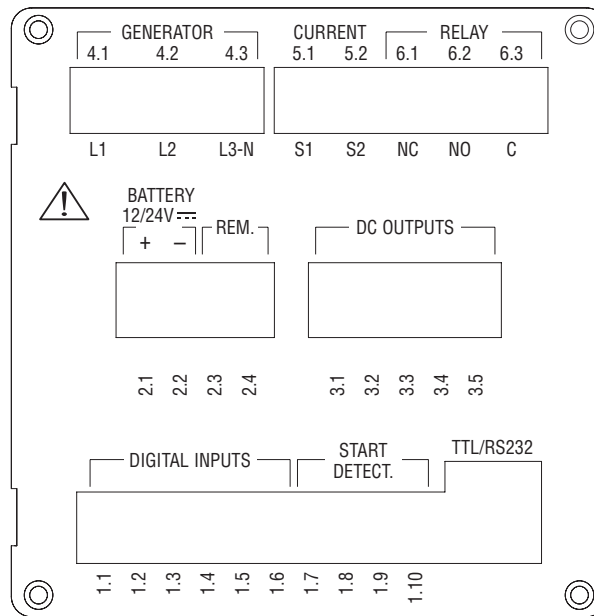 GENERATOR CURRENT RELAY
4.1 4.2 4.3 5.1 5.2 6.1 6.2 6.3
L1 L2 L3-N S1 S2 NC NO C
BATTERY
12/24V ⎓ REM. DC OUTPUTS
+ –
2.1 2.2 2.3 2.4 3.1 3.2 3.3 3.4 3.5
DIGITAL INPUTS START DETECT. TTL/RS232
1.1 1.2 1.3 1.4 1.5 1.6 1.7 1.8 1.9 1.10